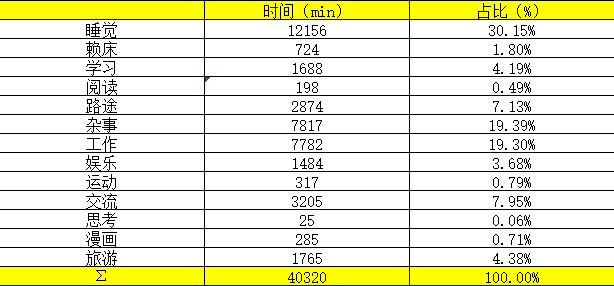 时间（min） 占比（%）
睡觉 12156 30.15%
赖床 724 1.80%
学习 1688 4.19%
阅读 198 0.49%
路途 2874 7.13%
杂事 7817 19.39%
工作 7782 19.30%
娱乐 1484 3.68%
运动 317 0.79%
交流 3205 7.95%
思考 25 0.06%
漫画 285 0.71%
旅游 1765 4.38%
Σ 40320 100.00%